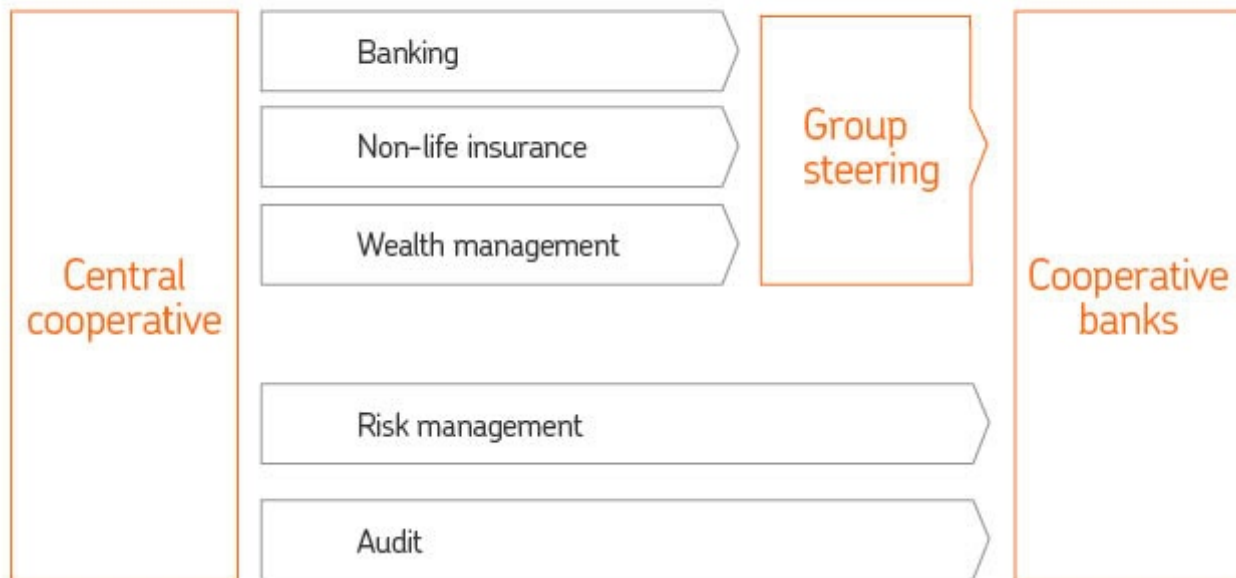 Central
cooperative
Banking
Non-life insurance
Wealth management
Risk management
Audit
Group
steering
Cooperative
banks